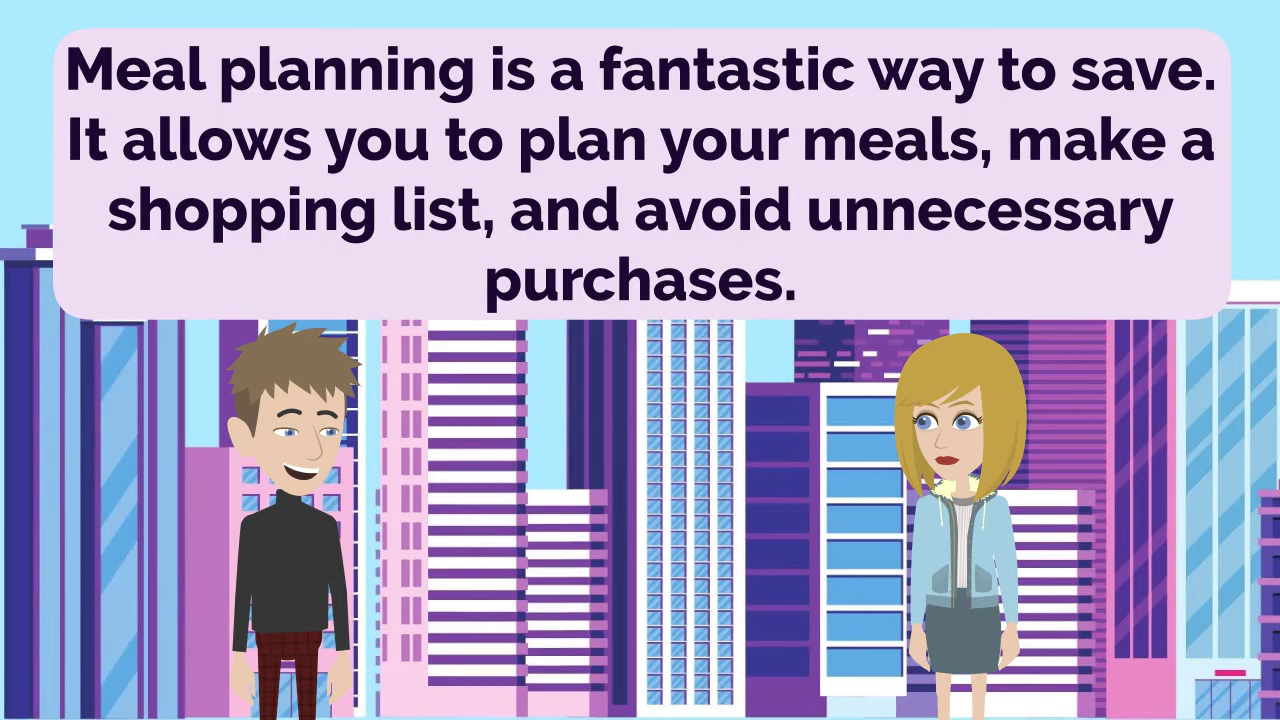 Meal planning is a fantastic way to save.
It allows you to plan your meals, make a
shopping list, and avoid unnecessary
purchases.